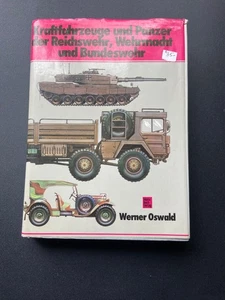 Kraftfahrzeuge und Panzer
der Reichswehr, Wehrmacht
und Bundeswehr
Werner Oswald